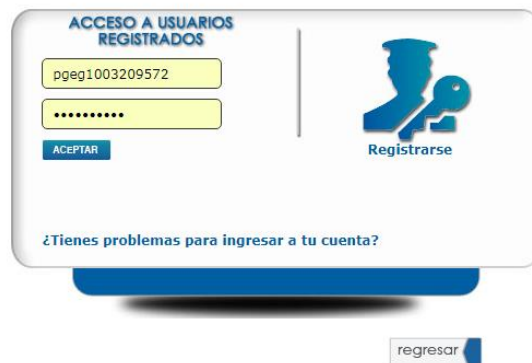 ACCESO A USUARIOS
REGISTRADOS
pgeg1003209572
••••••••••
ACEPTAR
Registrarse
¿Tienes problemas para ingresar a tu cuenta?
regresar